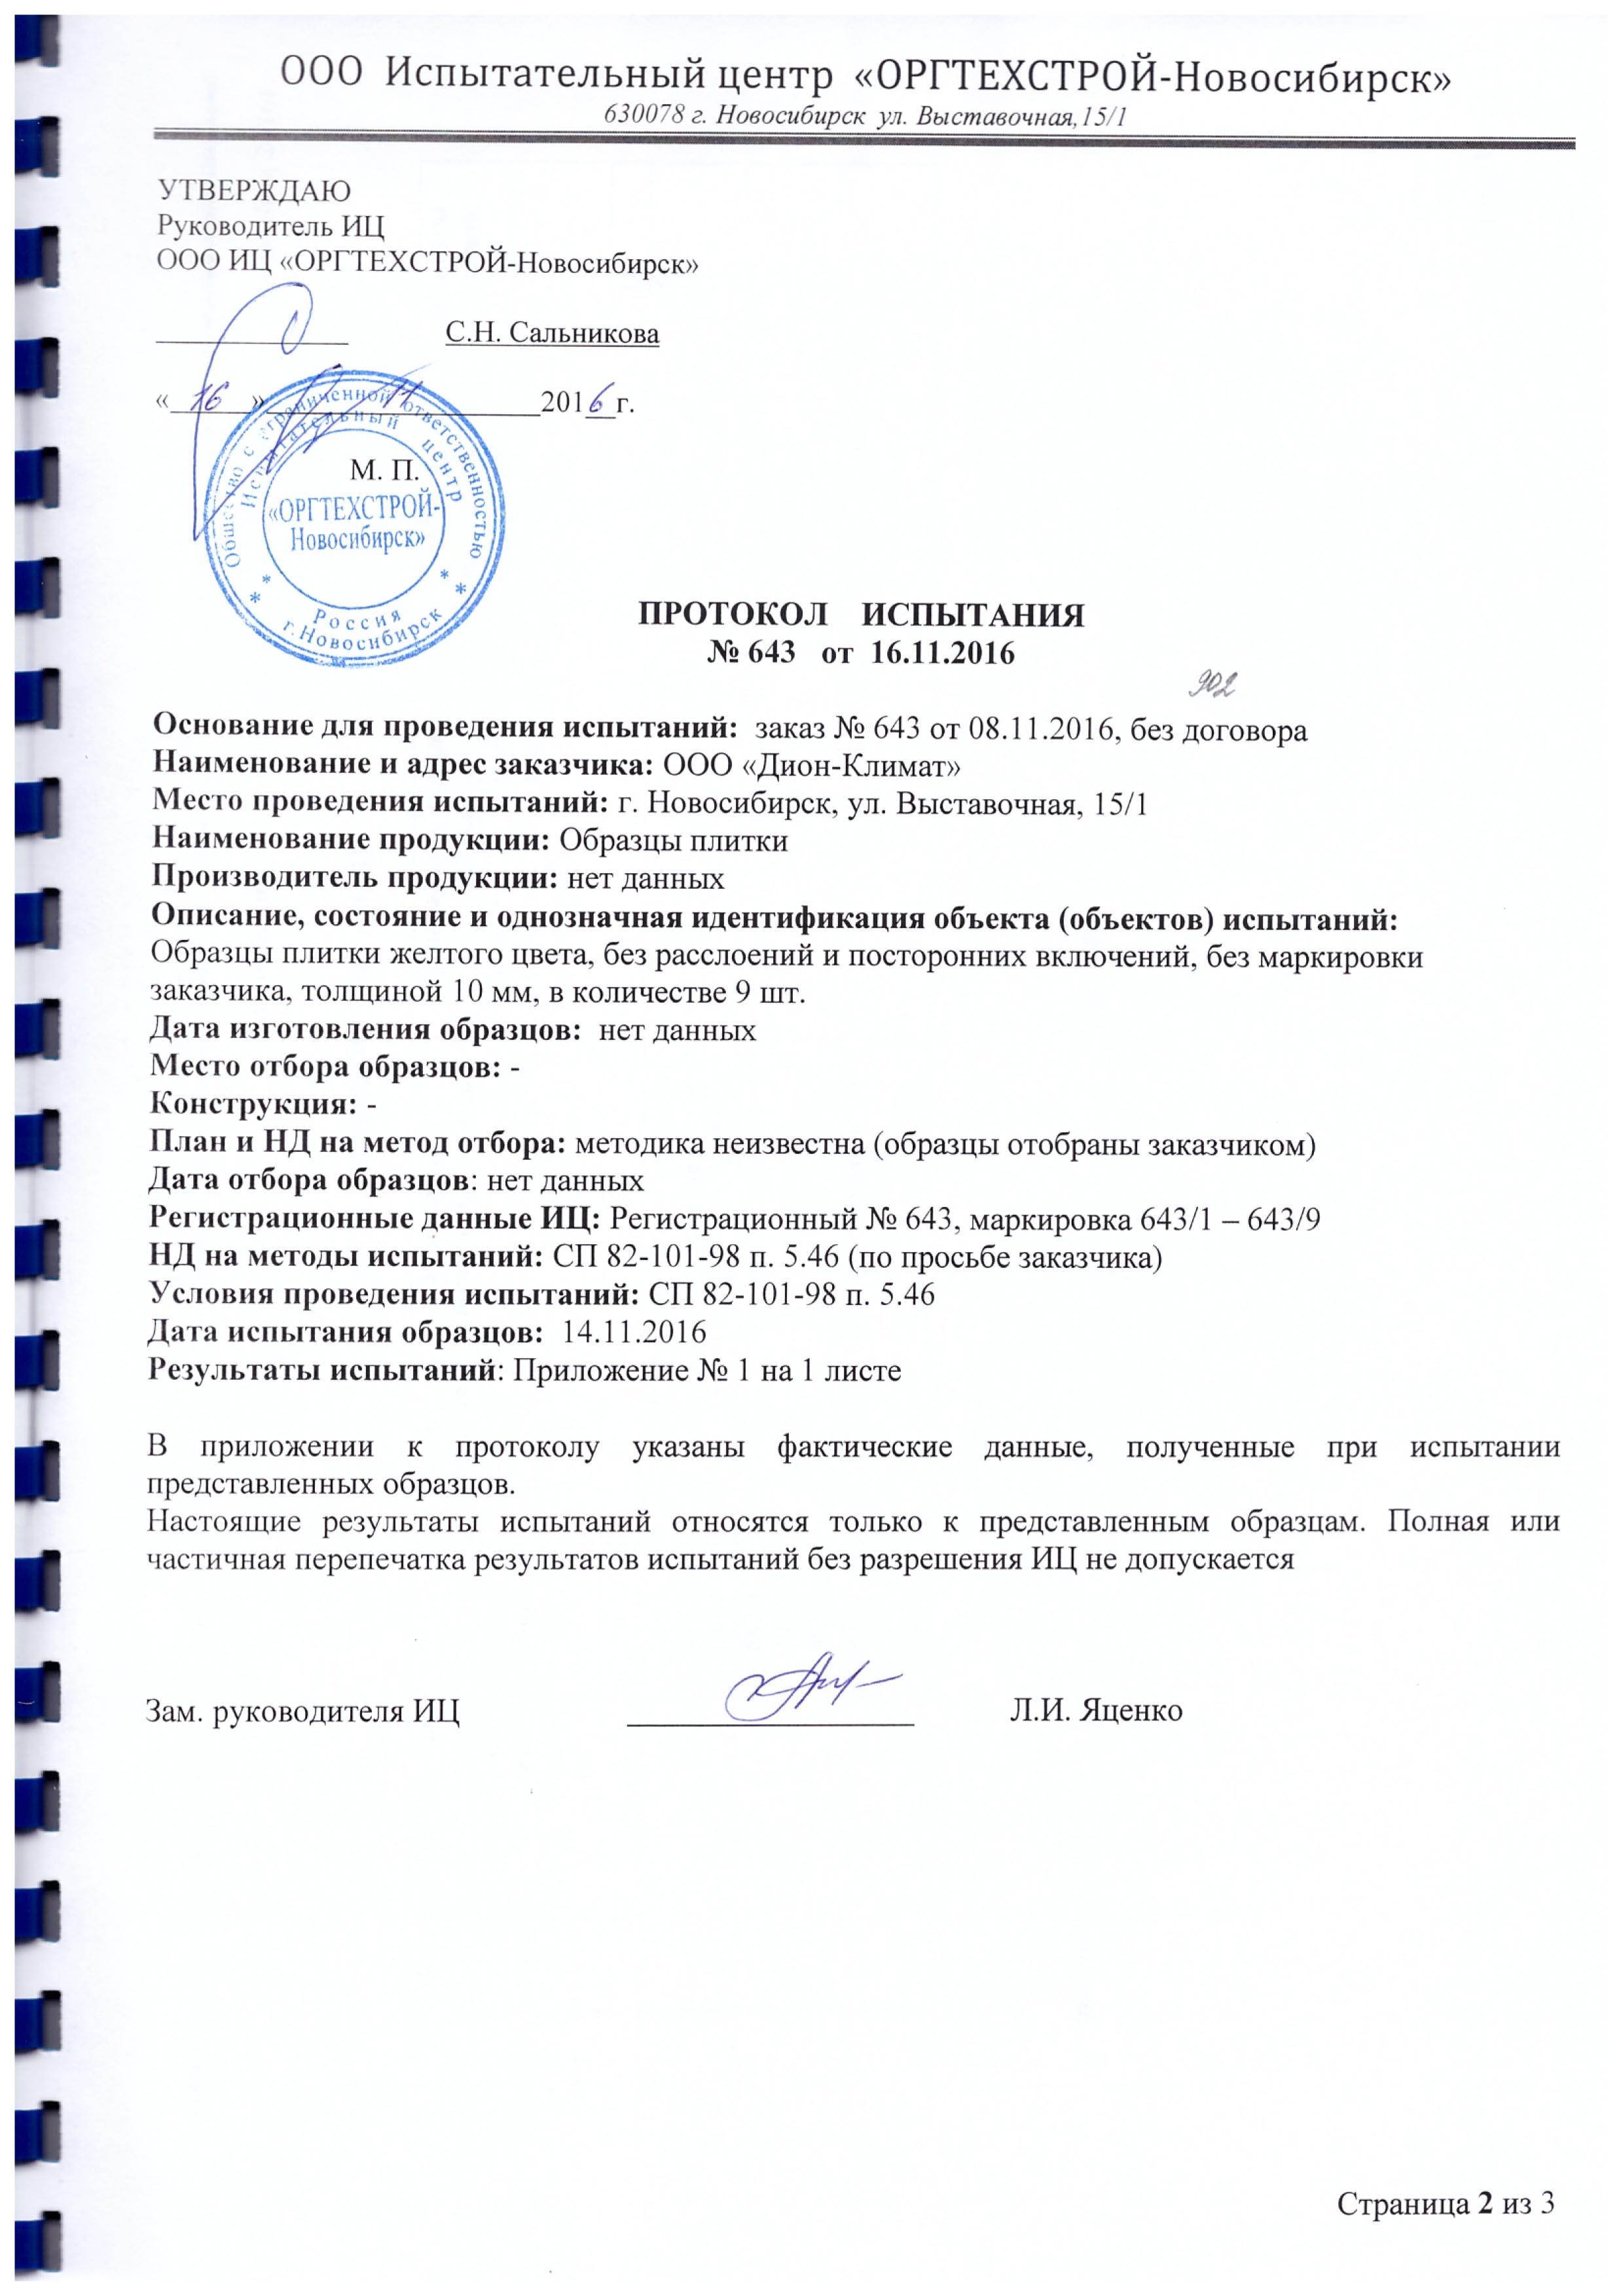 ООО Испытательный центр «ОРГТЕХСТРОЙ-Новосибирск»
630078 г. Новосибирск ул. Выставочная,15/1
УТВЕРЖДАЮ
Руководитель ИЦ
ООО ИЦ «ОРГТЕХСТРОЙ-Новосибирск»
С.Н. Сальникова
« 16 » 11 2016 г.
М. П.
Общество с ограниченной ответственностью
Испытательный центр
«ОРГТЕХСТРОЙ-
Новосибирск»
Россия
г. Новосибирск
ПРОТОКОЛ ИСПЫТАНИЯ
№ 643 от 16.11.2016
902
Основание для проведения испытаний: заказ № 643 от 08.11.2016, без договора
Наименование и адрес заказчика: ООО «Дион-Климат»
Место проведения испытаний: г. Новосибирск, ул. Выставочная, 15/1
Наименование продукции: Образцы плитки
Производитель продукции: нет данных
Описание, состояние и однозначная идентификация объекта (объектов) испытаний:
Образцы плитки желтого цвета, без расслоений и посторонних включений, без маркировки
заказчика, толщиной 10 мм, в количестве 9 шт.
Дата изготовления образцов: нет данных
Место отбора образцов: -
Конструкция: -
План и НД на метод отбора: методика неизвестна (образцы отобраны заказчиком)
Дата отбора образцов: нет данных
Регистрационные данные ИЦ: Регистрационный № 643, маркировка 643/1 – 643/9
НД на методы испытаний: СП 82-101-98 п. 5.46 (по просьбе заказчика)
Условия проведения испытаний: СП 82-101-98 п. 5.46
Дата испытания образцов: 14.11.2016
Результаты испытаний: Приложение № 1 на 1 листе
В приложении к протоколу указаны фактические данные, полученные при испытании
представленных образцов.
Настоящие результаты испытаний относятся только к представленным образцам. Полная или
частичная перепечатка результатов испытаний без разрешения ИЦ не допускается
Зам. руководителя ИЦ Л.И. Яценко
Страница 2 из 3